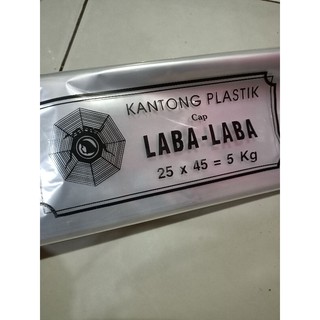 KANTONG PLASTIK
Cap
LABA-LABA
25 x 45 = 5 Kg